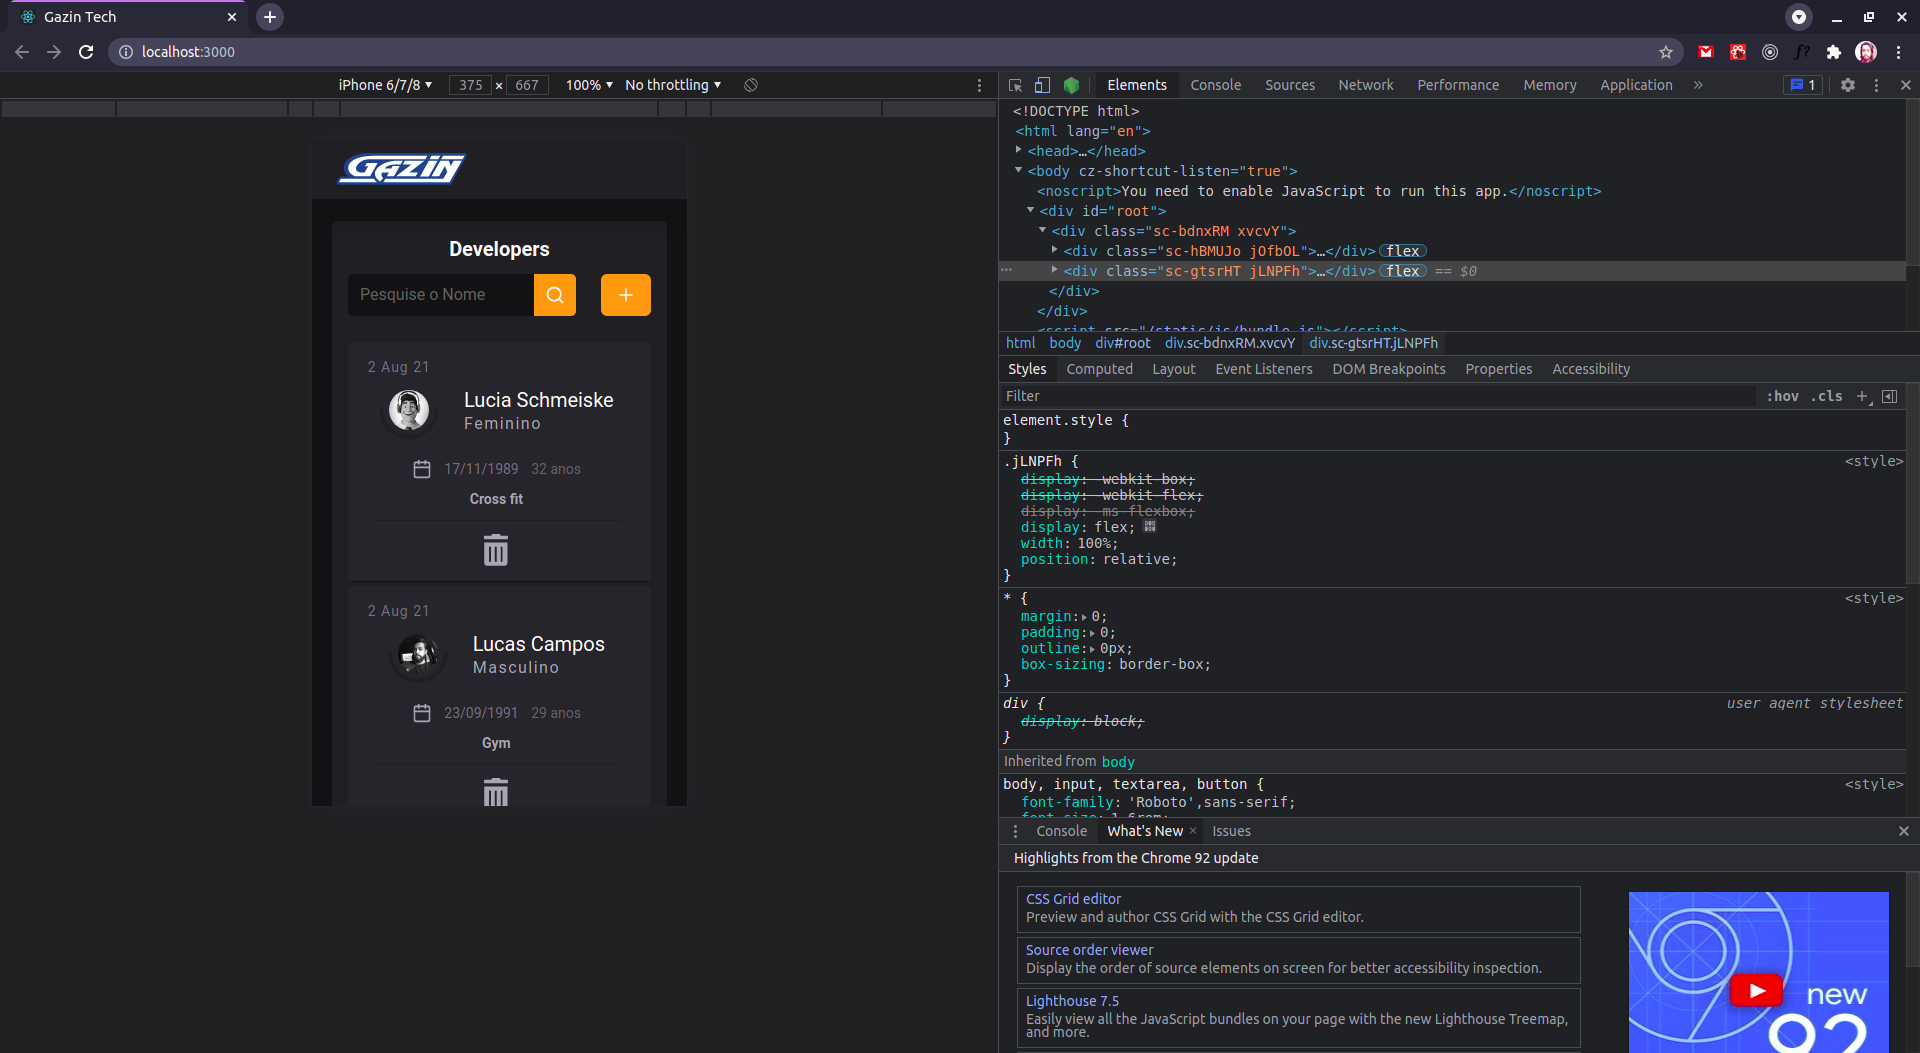 Gazin Tech
localhost:3000
iPhone 6/7/8 375 × 667 100% No throttling
GAZIN
Developers
Pesquise o Nome
2 Aug 21
Lucia Schmeiske
Feminino
17/11/1989 32 anos
Cross fit
2 Aug 21
Lucas Campos
Masculino
23/09/1991 29 anos
Gym
Elements Console Sources Network Performance Memory Application » 1
<!DOCTYPE html>
<html lang="en">
<head>…</head>
<body cz-shortcut-listen="true">
<noscript>You need to enable JavaScript to run this app.</noscript>
<div id="root">
<div class="sc-bdnxRM xvcvY">
<div class="sc-hBMUJo jOfbOL">…</div> flex
<div class="sc-gtsrHT jLNPFh">…</div> flex == $0
</div>
</div>
<script src="/static/js/bundle.js"></script>
html body div#root div.sc-bdnxRM.xvcvY div.sc-gtsrHT.jLNPFh
Styles Computed Layout Event Listeners DOM Breakpoints Properties Accessibility
Filter :hov .cls +
element.style {
}
.jLNPFh { <style>
display: -webkit-box;
display: -webkit-flex;
display: -ms-flexbox;
display: flex;
width: 100%;
position: relative;
}
* { <style>
margin: 0;
padding: 0;
outline: 0px;
box-sizing: border-box;
}
div { user agent stylesheet
display: block;
}
Inherited from body
body, input, textarea, button { <style>
font-family: 'Roboto',sans-serif;
font-size: 1.6rem;
Console What's New × Issues
Highlights from the Chrome 92 update
CSS Grid editor
Preview and author CSS Grid with the CSS Grid editor.
Source order viewer
Display the order of source elements on screen for better accessibility inspection.
Lighthouse 7.5
Easily view all the JavaScript bundles on your page with the new Lighthouse Treemap,
and more.
new
92